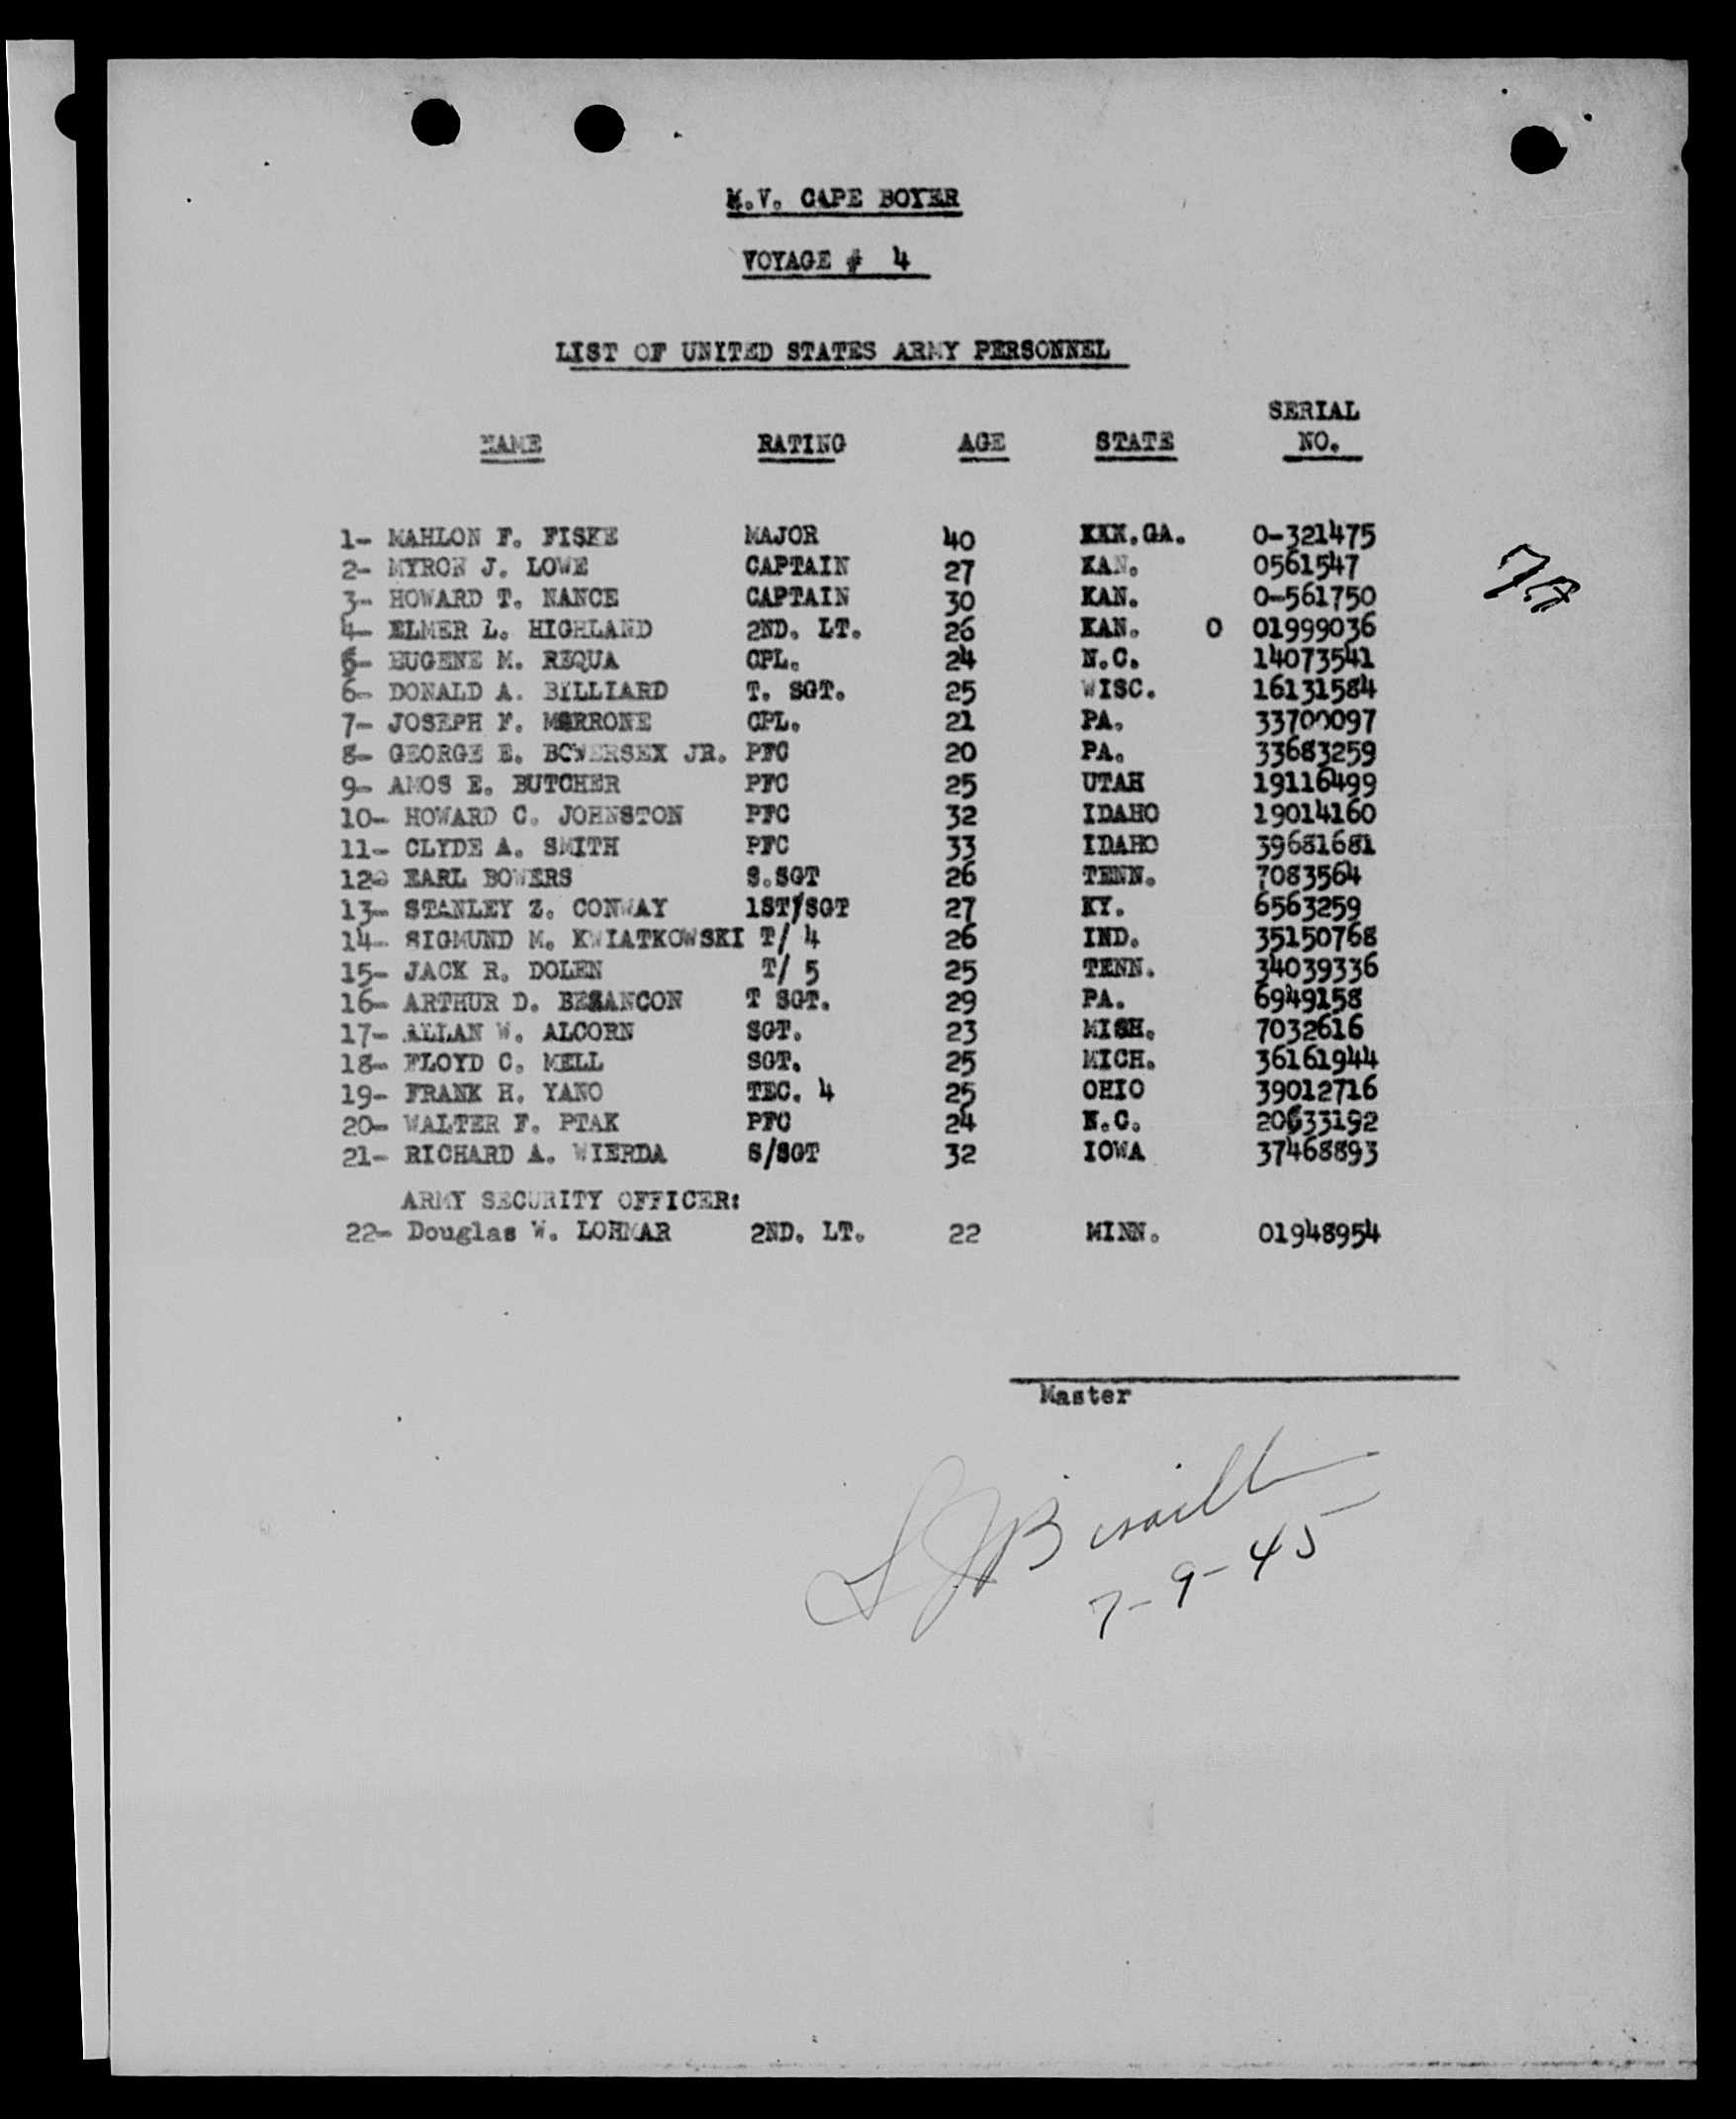 M.V. CAPE BOYER
VOYAGE # 4
LIST OF UNITED STATES ARMY PERSONNEL
NAME RATING AGE STATE SERIAL NO.
1- MAHLON F. FISKE MAJOR 40 GA. 0-321475
2- MYRON J. LOWE CAPTAIN 27 KAN. 0561547
3- HOWARD T. NANCE CAPTAIN 30 KAN. 0-561750
4- ELMER L. HIGHLAND 2ND. LT. 26 KAN. O 01999036
5- EUGENE M. REQUA CPL. 24 N.C. 14073541
6- DONALD A. BILLIARD T. SGT. 25 WISC. 16131584
7- JOSEPH F. MARRONE CPL. 21 PA. 33700097
8- GEORGE E. BOWERSEX JR. PFC 20 PA. 33683259
9- AMOS E. BUTCHER PFC 25 UTAH 19116499
10- HOWARD C. JOHNSTON PFC 32 IDAHO 19014160
11- CLYDE A. SMITH PFC 33 IDAHO 39681681
12- EARL BOWERS S.SGT 26 TENN. 7083564
13- STANLEY Z. CONWAY 1ST/SGT 27 KY. 6563259
14- SIGMUND M. KWIATKOWSKI T/ 4 26 IND. 35150768
15- JACK R. DOLEN T/ 5 25 TENN. 34039336
16- ARTHUR D. BEZANCON T SGT. 29 PA. 6949158
17- ALLAN W. ALCORN SGT. 23 MICH. 7032616
18- FLOYD C. MELL SGT. 25 MICH. 36161944
19- FRANK H. YANO TEC. 4 25 OHIO 39012716
20- WALTER F. PTAK PFC 24 N.C. 20633192
21- RICHARD A. WIERDA S/SGT 32 IOWA 37468893
ARMY SECURITY OFFICER:
22- Douglas W. LOHMAR 2ND. LT. 22 MINN. 01948954
Master
7-9-45